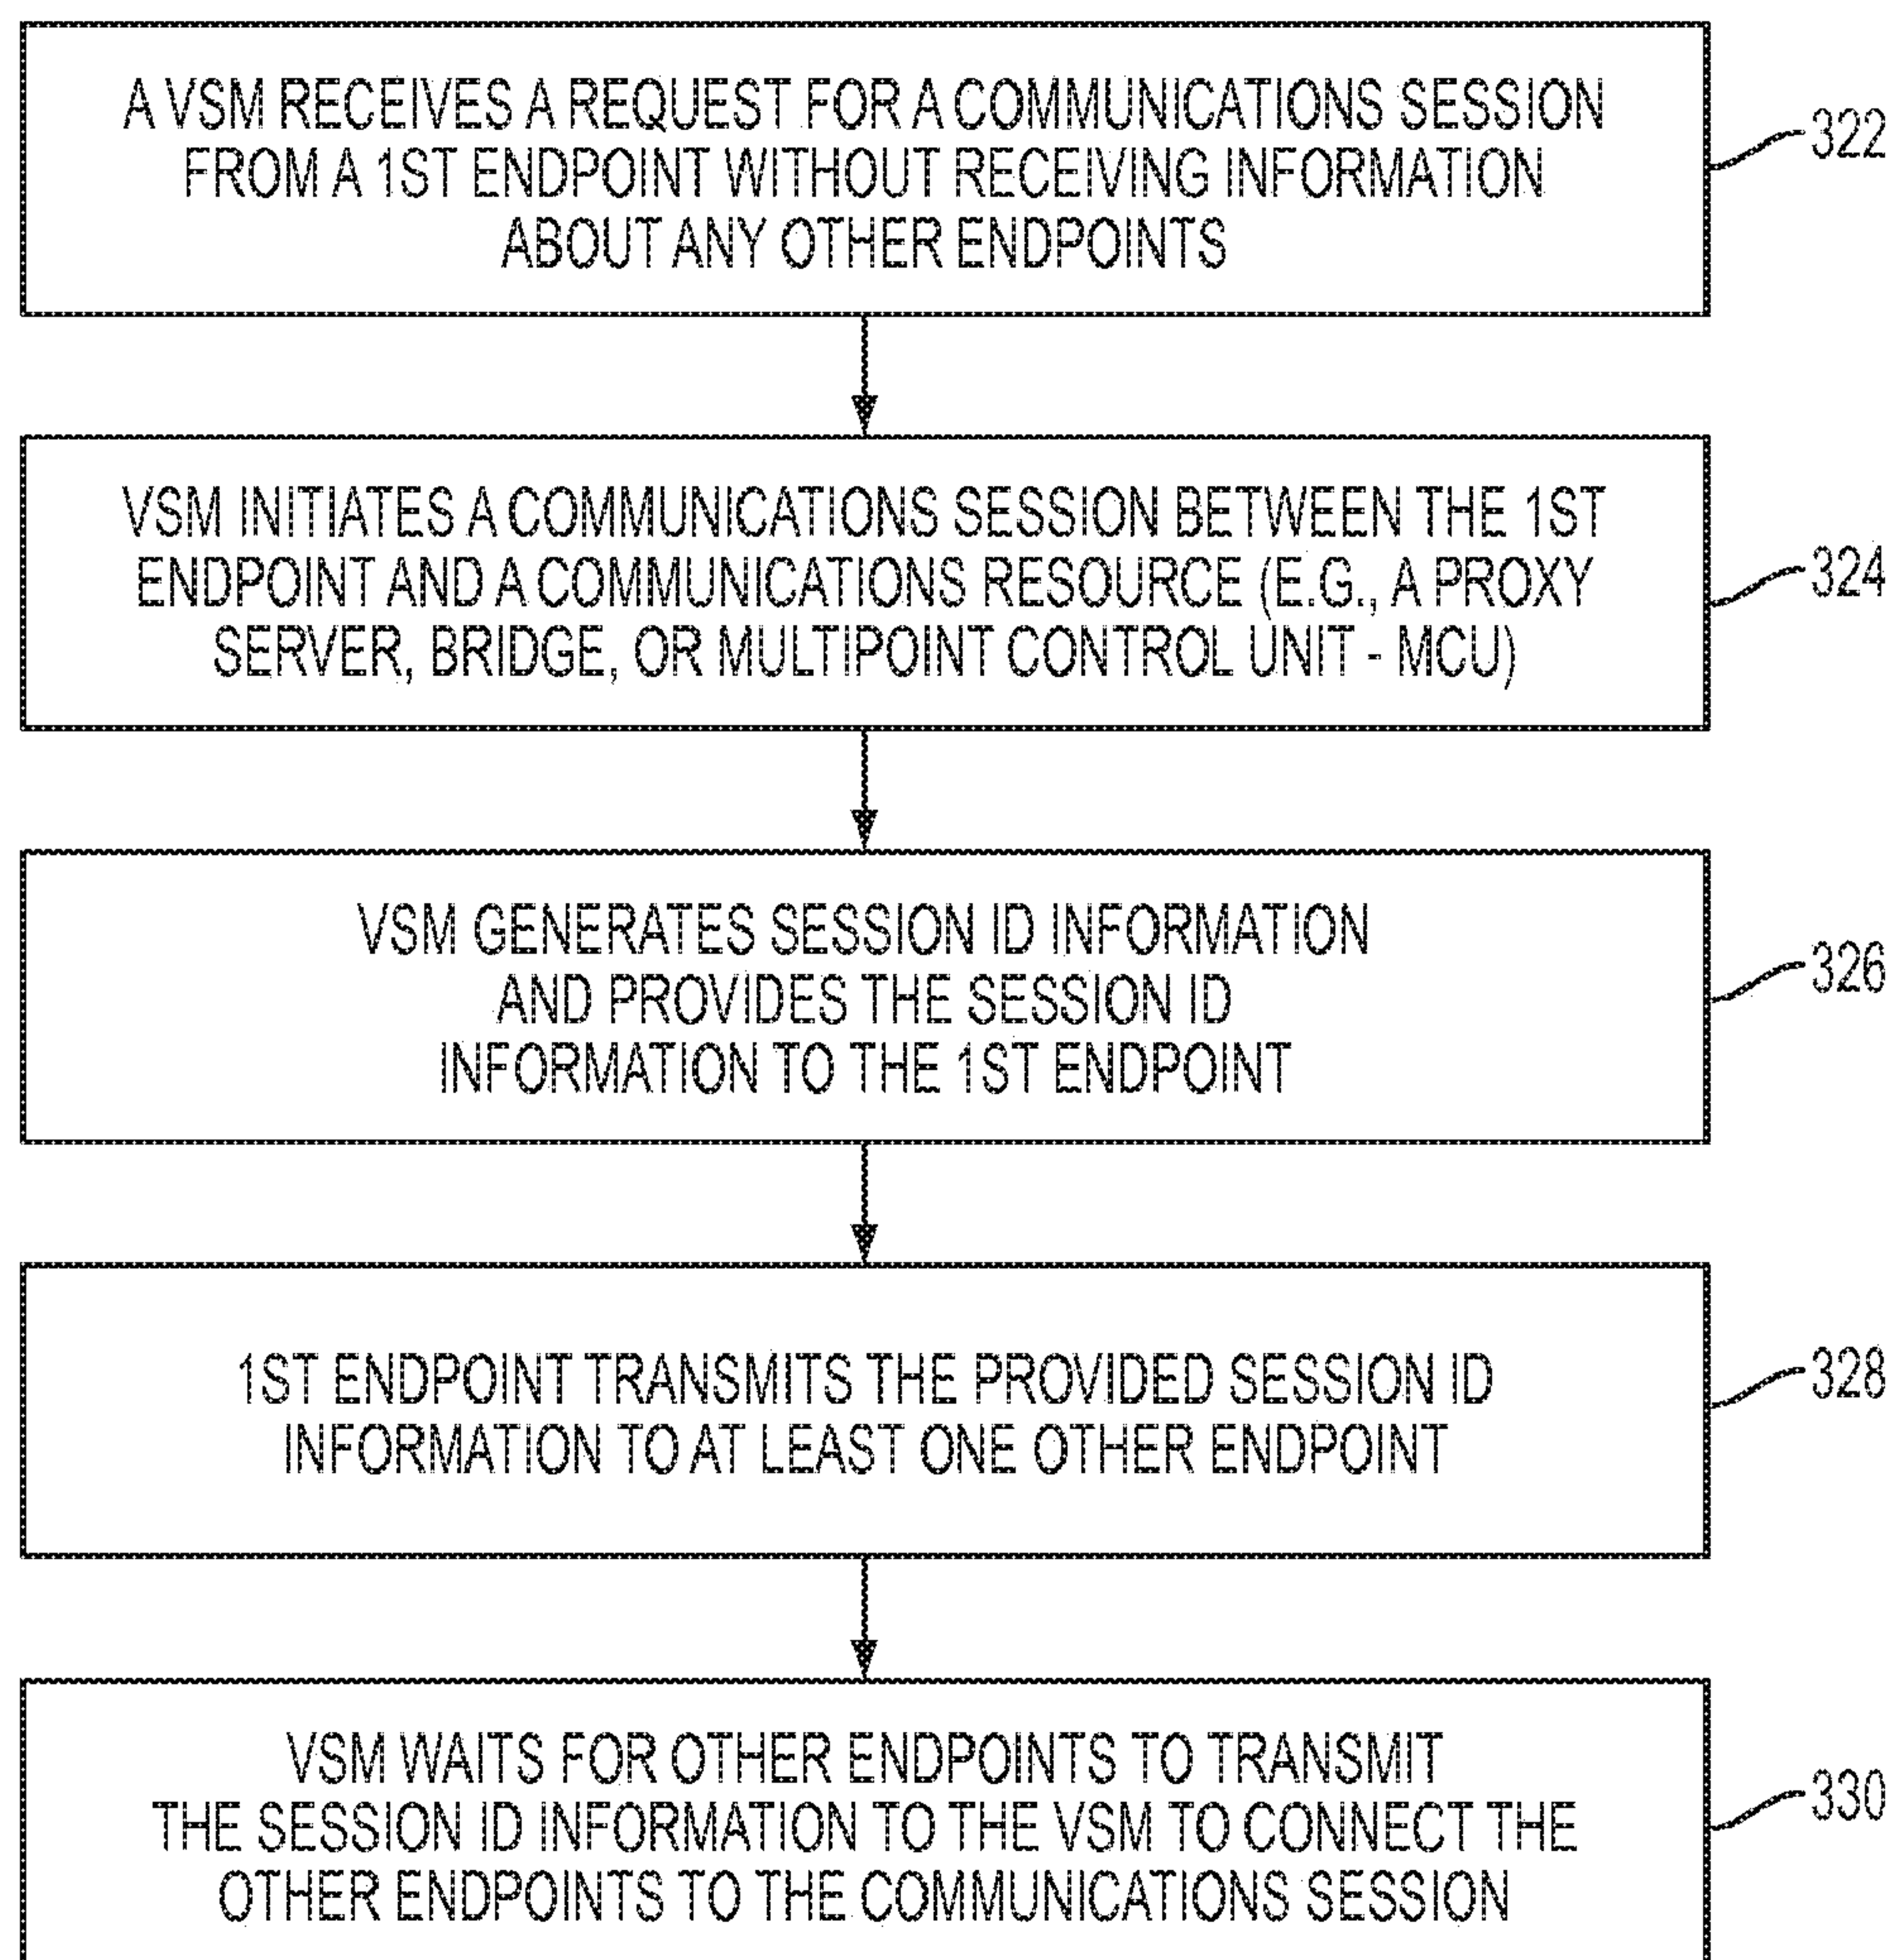 A VSM RECEIVES A REQUEST FOR A COMMUNICATIONS SESSION
FROM A 1ST ENDPOINT WITHOUT RECEIVING INFORMATION
ABOUT ANY OTHER ENDPOINTS
322
VSM INITIATES A COMMUNICATIONS SESSION BETWEEN THE 1ST
ENDPOINT AND A COMMUNICATIONS RESOURCE (E.G., A PROXY
SERVER, BRIDGE, OR MULTIPOINT CONTROL UNIT - MCU)
324
VSM GENERATES SESSION ID INFORMATION
AND PROVIDES THE SESSION ID
INFORMATION TO THE 1ST ENDPOINT
326
1ST ENDPOINT TRANSMITS THE PROVIDED SESSION ID
INFORMATION TO AT LEAST ONE OTHER ENDPOINT
328
VSM WAITS FOR OTHER ENDPOINTS TO TRANSMIT
THE SESSION ID INFORMATION TO THE VSM TO CONNECT THE
OTHER ENDPOINTS TO THE COMMUNICATIONS SESSION
330